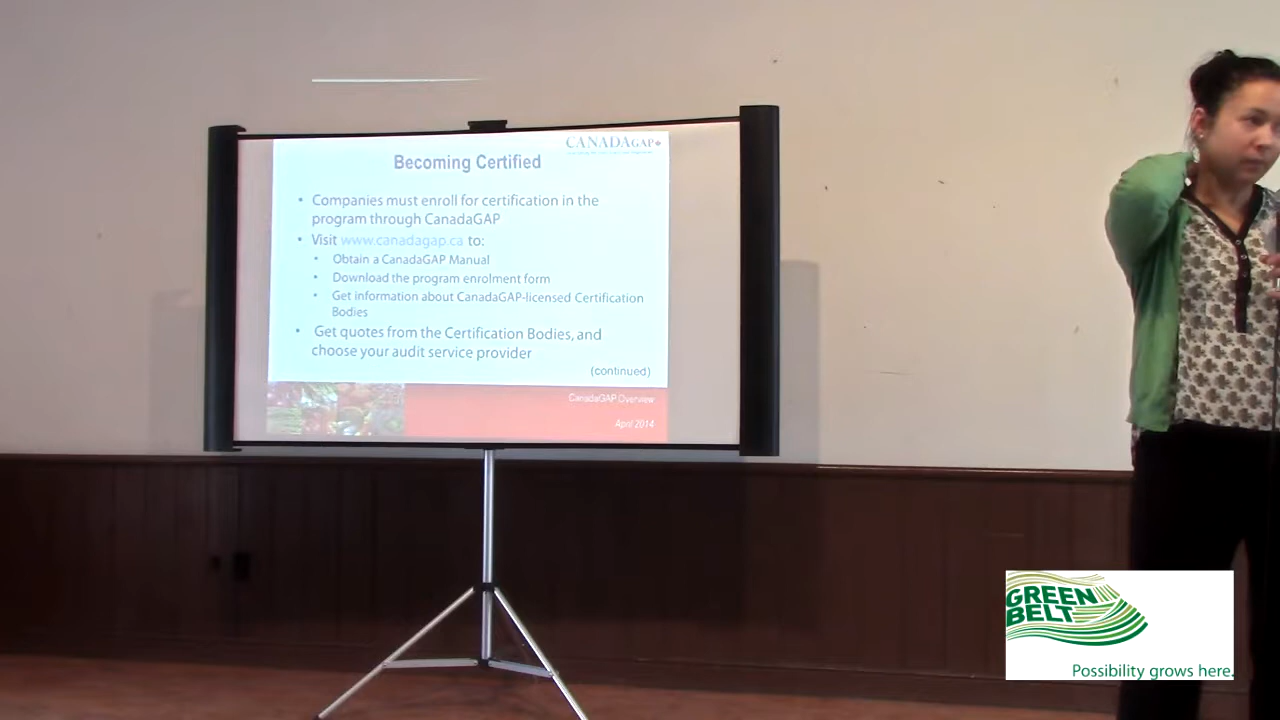 CANADAGAP
Becoming Certified
• Companies must enroll for certification in the
program through CanadaGAP
• Visit www.canadagap.ca to:
• Obtain a CanadaGAP Manual
• Download the program enrolment form
• Get information about CanadaGAP-licensed Certification
Bodies
• Get quotes from the Certification Bodies, and
choose your audit service provider
(continued)
CanadaGAP Overview
April 2014
GREEN
BELT
Possibility grows here.